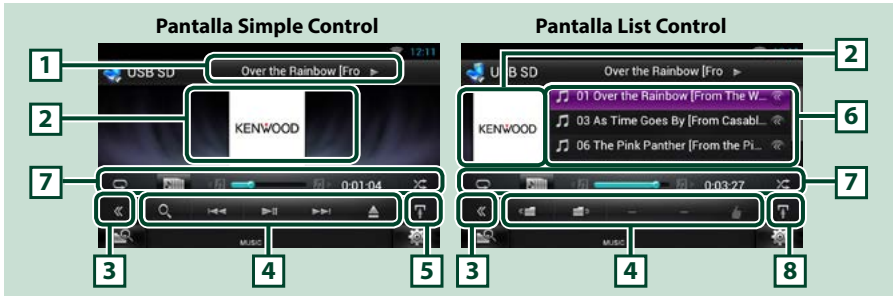 Pantalla Simple Control
Pantalla List Control
12:11
1
USB SD
Over the Rainbow [Fro
2
KENWOOD
7
0:01:04
MUSIC
3
4
5
2
USB SD
Over the Rainbow [Fro
01 Over the Rainbow [From The W...
03 As Time Goes By [From Casabl...
06 The Pink Panther [From the Pi...
KENWOOD
6
7
0:03:27
MUSIC
3
4
8